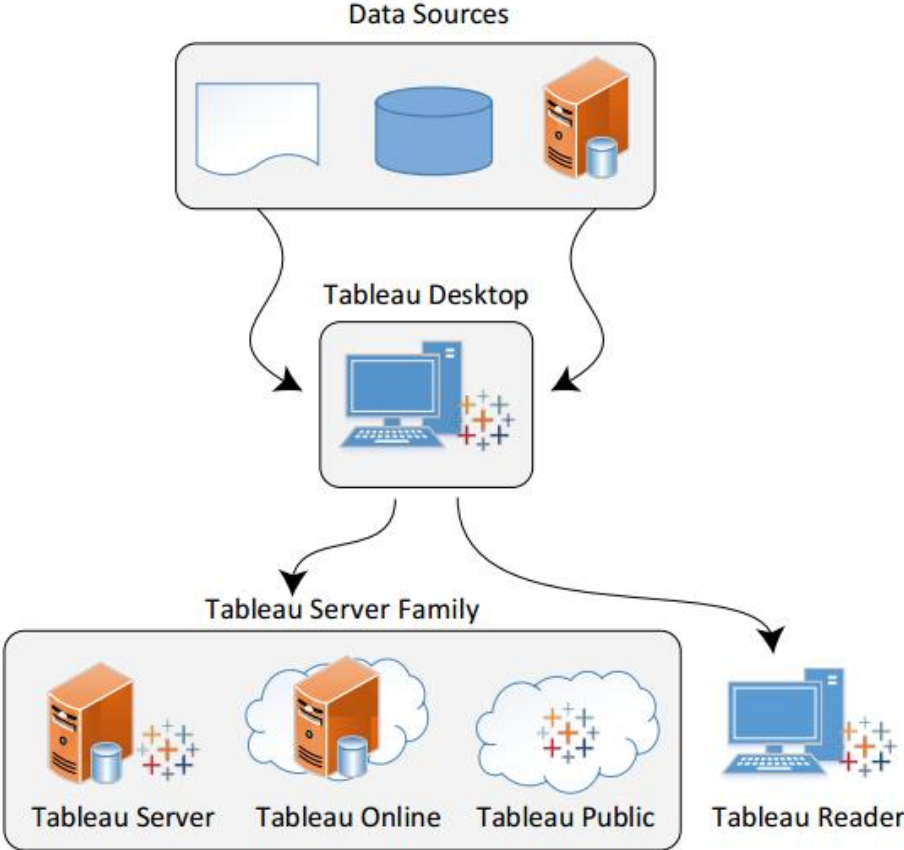 Data Sources
Tableau Desktop
Tableau Server Family
Tableau Server
Tableau Online
Tableau Public
Tableau Reader